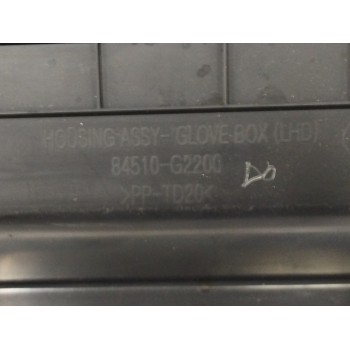 HOUSING ASSY- GLOVE BOX (LHD)
84510-G2200
>PP-TD20<